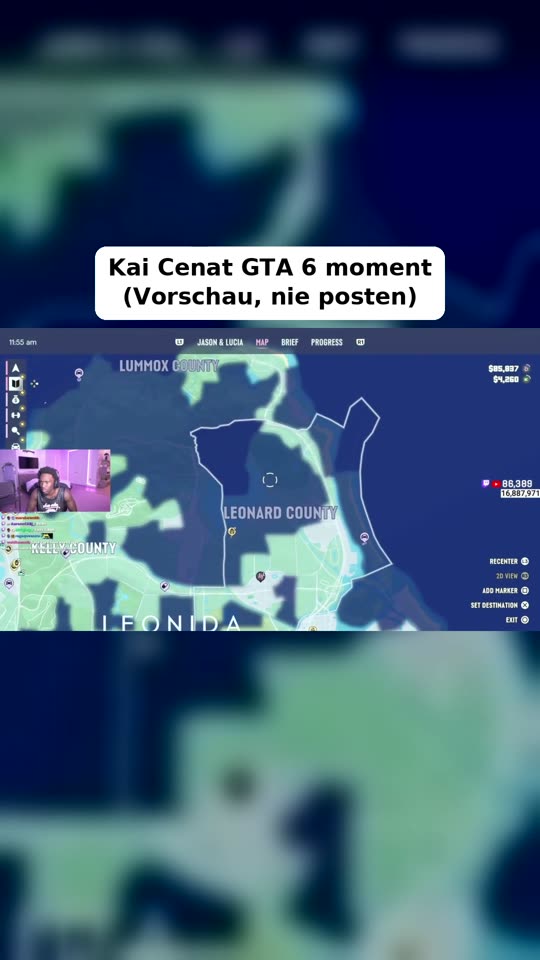 Kai Cenat GTA 6 moment
(Vorschau, nie posten)
11:55 am
L1 JASON & LUCIA MAP BRIEF PROGRESS R1
LUMMOX COUNTY
$85,837
$4,260
86,389
16,887,971
LEONARD COUNTY
KELLY COUNTY
RECENTER
2D VIEW
ADD MARKER
SET DESTINATION
EXIT
LEONIDA